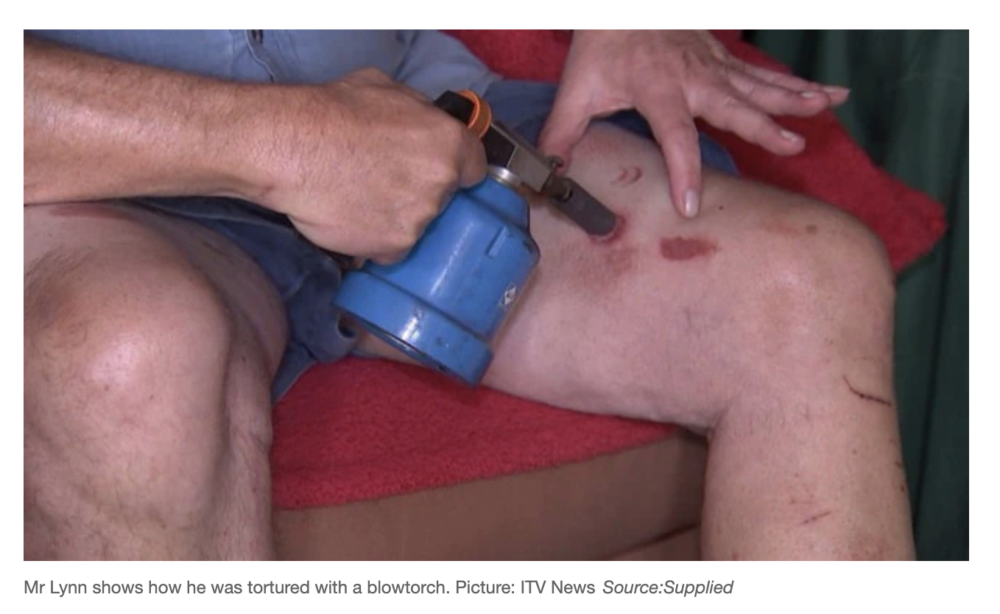 Mr Lynn shows how he was tortured with a blowtorch. Picture: ITV News Source:Supplied